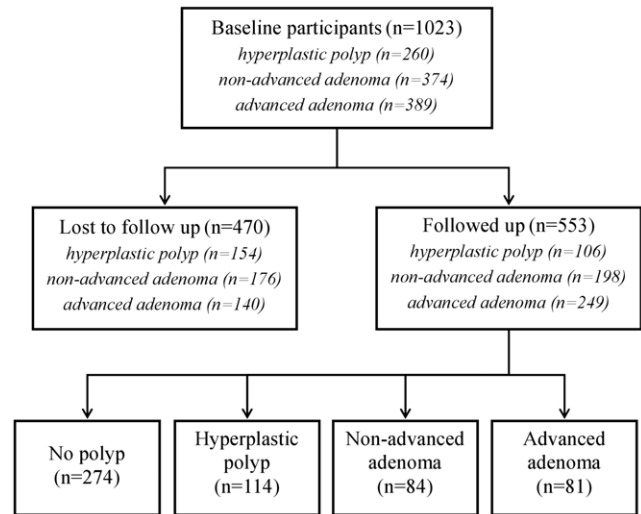 Baseline participants (n=1023)
hyperplastic polyp (n=260)
non-advanced adenoma (n=374)
advanced adenoma (n=389)
Lost to follow up (n=470)
hyperplastic polyp (n=154)
non-advanced adenoma (n=176)
advanced adenoma (n=140)
Followed up (n=553)
hyperplastic polyp (n=106)
non-advanced adenoma (n=198)
advanced adenoma (n=249)
No polyp
(n=274)
Hyperplastic
polyp
(n=114)
Non-advanced
adenoma
(n=84)
Advanced
adenoma
(n=81)